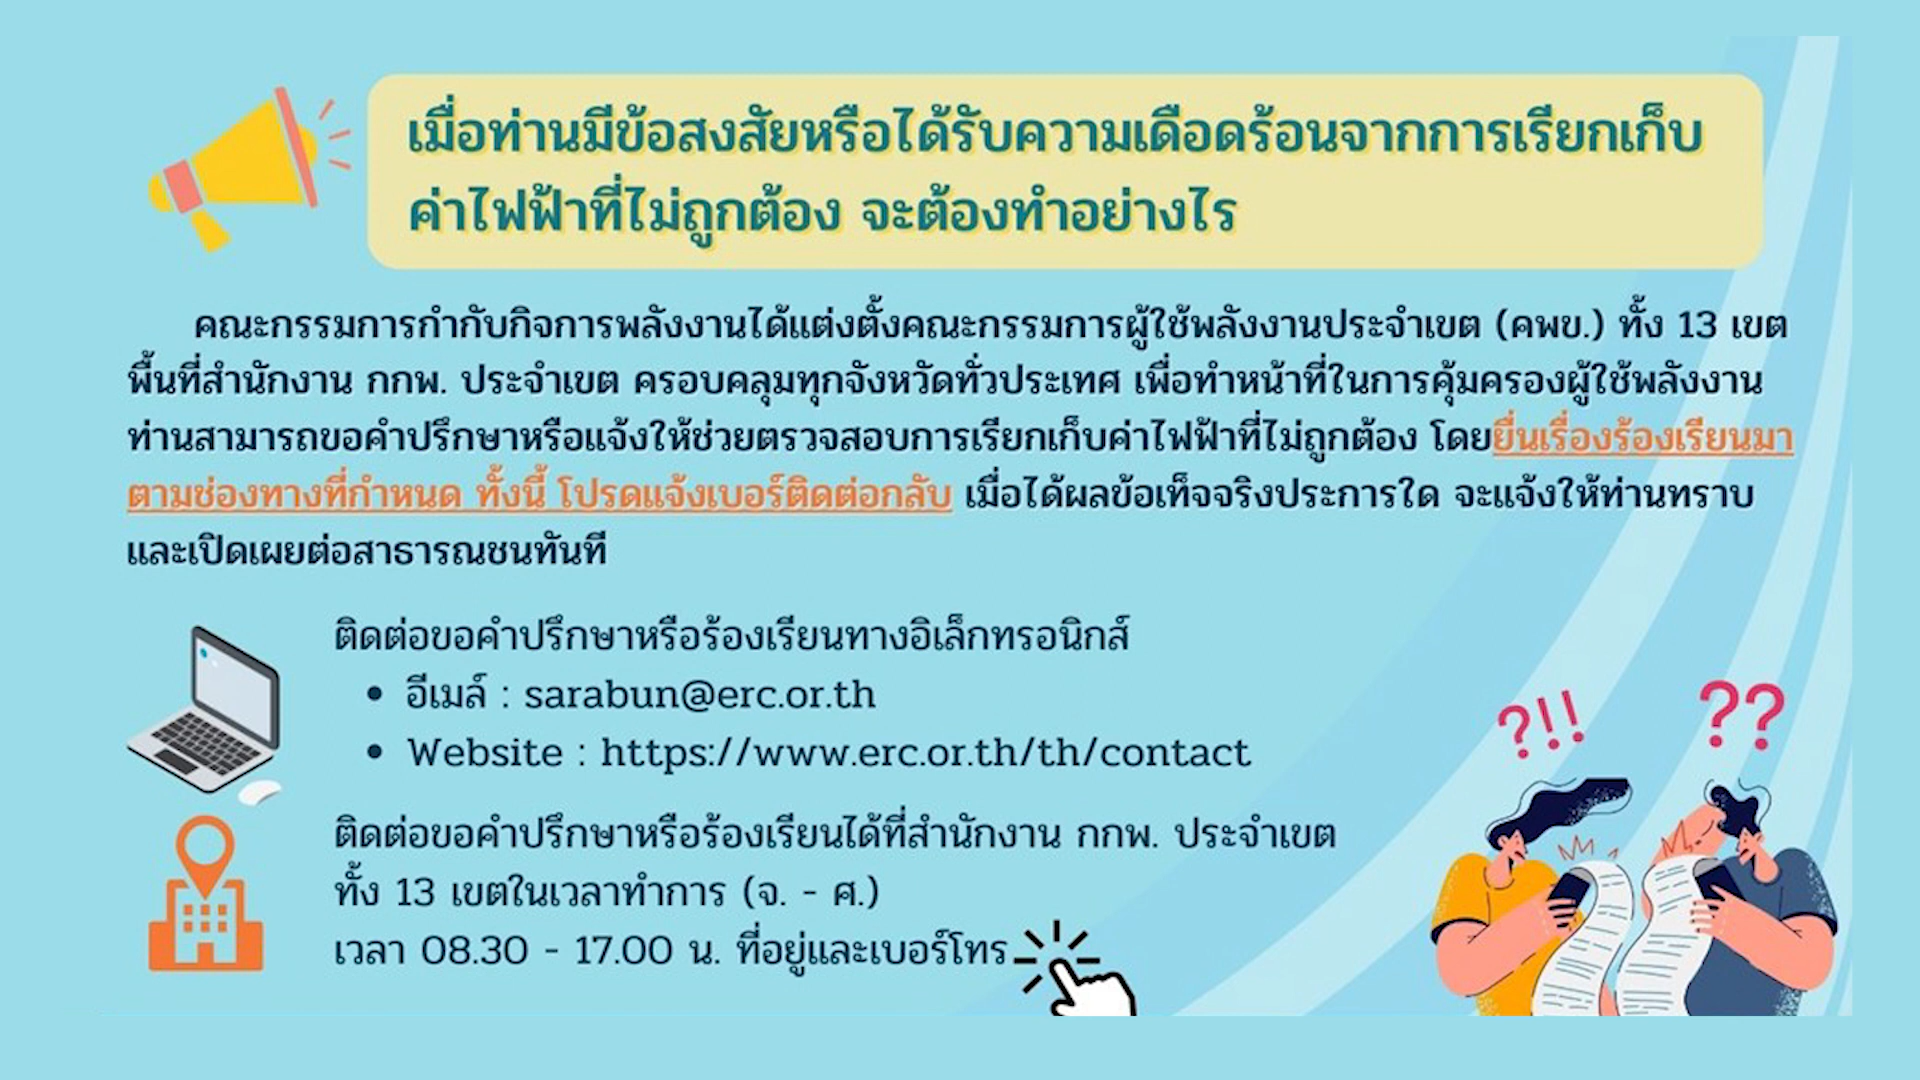 เมื่อท่านมีข้อสงสัยหรือได้รับความเดือดร้อนจากการเรียกเก็บ
ค่าไฟฟ้าที่ไม่ถูกต้อง จะต้องทำอย่างไร
คณะกรรมการกำกับกิจการพลังงานได้แต่งตั้งคณะกรรมการผู้ใช้พลังงานประจำเขต (คพข.) ทั้ง 13 เขต
พื้นที่สำนักงาน กกพ. ประจำเขต ครอบคลุมทุกจังหวัดทั่วประเทศ เพื่อทำหน้าที่ในการคุ้มครองผู้ใช้พลังงาน
ท่านสามารถขอคำปรึกษาหรือแจ้งให้ช่วยตรวจสอบการเรียกเก็บค่าไฟฟ้าที่ไม่ถูกต้อง โดยยื่นเรื่องร้องเรียนมา
ตามช่องทางที่กำหนด ทั้งนี้ โปรดแจ้งเบอร์ติดต่อกลับ เมื่อได้ผลข้อเท็จจริงประการใด จะแจ้งให้ท่านทราบ
และเปิดเผยต่อสาธารณชนทันที
ติดต่อขอคำปรึกษาหรือร้องเรียนทางอิเล็กทรอนิกส์
• อีเมล์ : sarabun@erc.or.th
• Website : https://www.erc.or.th/th/contact
ติดต่อขอคำปรึกษาหรือร้องเรียนได้ที่สำนักงาน กกพ. ประจำเขต
ทั้ง 13 เขตในเวลาทำการ (จ. - ศ.)
เวลา 08.30 - 17.00 น. ที่อยู่และเบอร์โทร
?!! ??